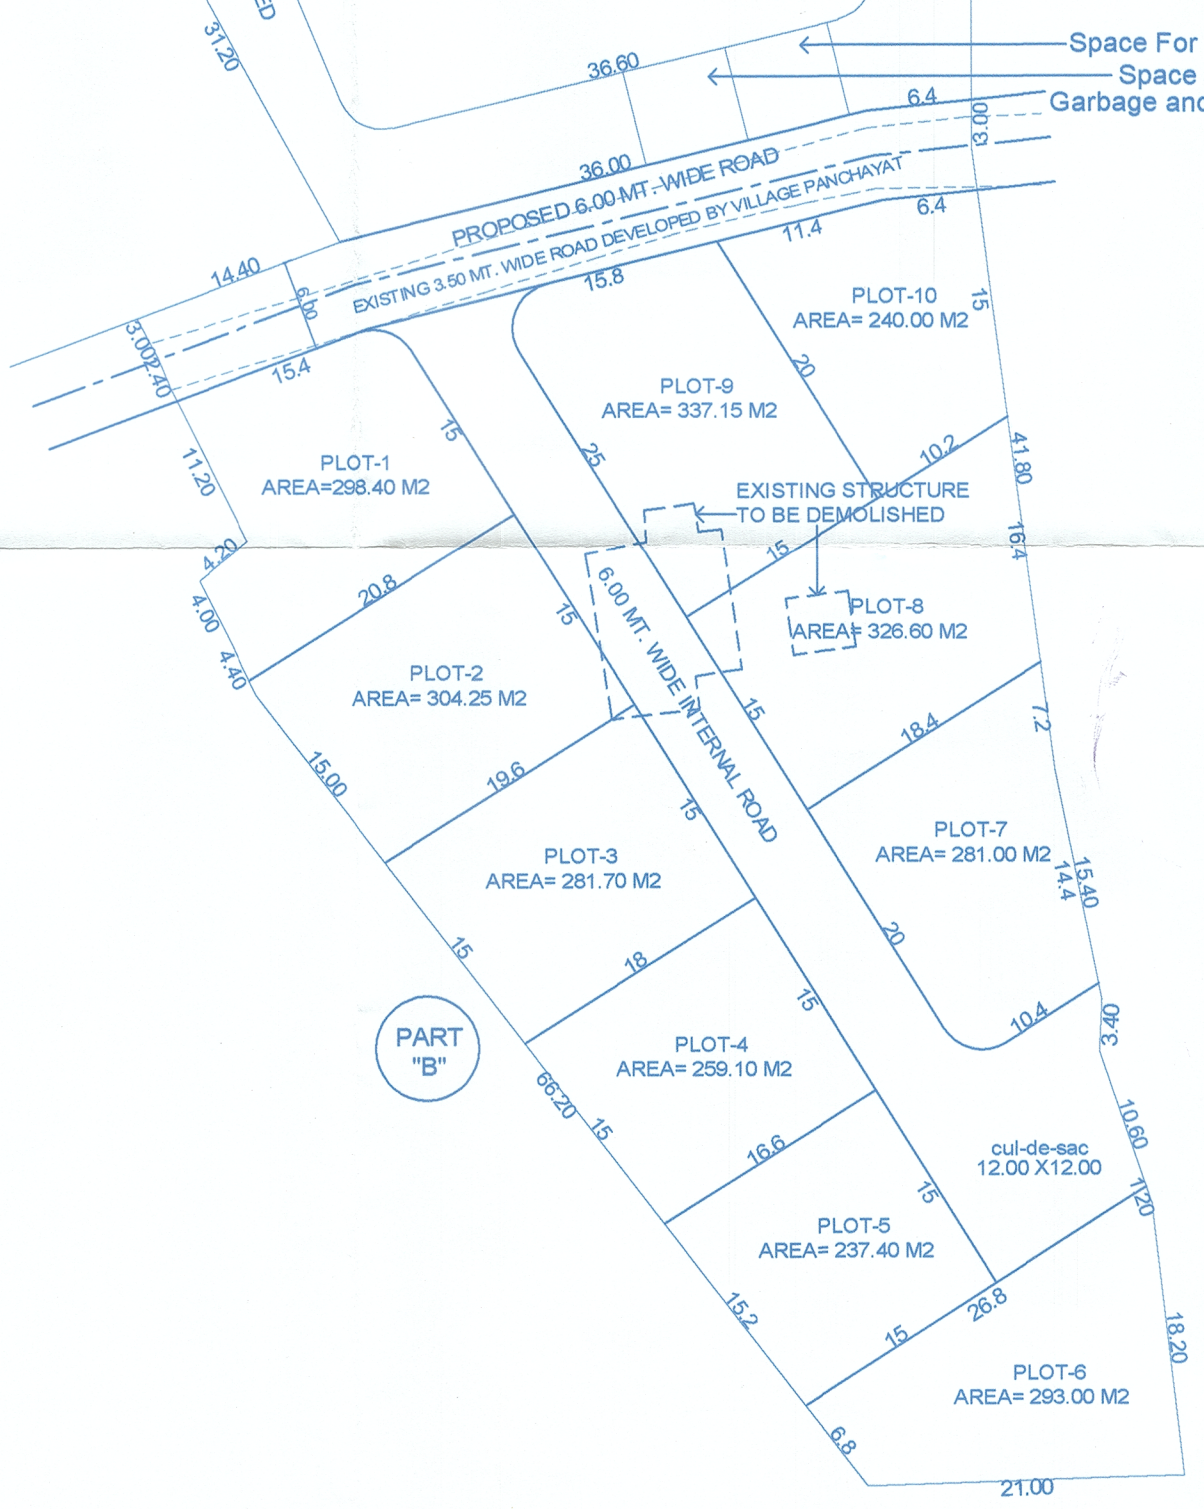 ED
31.20
36.60
Space For
Space
Garbage and
6.4
3.00
36.00
PROPOSED 6.00 MT. WIDE ROAD
EXISTING 3.50 MT. WIDE ROAD DEVELOPED BY VILLAGE PANCHAYAT
6.4
11.4
15.8
14.40
6.00
3.00
2.40
15.4
PLOT-10
AREA= 240.00 M2
15
20
PLOT-9
AREA= 337.15 M2
15
25
10.2
41.80
11.20
PLOT-1
AREA=298.40 M2
EXISTING STRUCTURE
TO BE DEMOLISHED
16.4
15
4.20
4.00
20.8
15
6.00 MT. WIDE INTERNAL ROAD
PLOT-8
AREA= 326.60 M2
4.40
PLOT-2
AREA= 304.25 M2
15
18.4
7.2
15.00
19.6
15
PLOT-7
AREA= 281.00 M2
14.4
15.40
PLOT-3
AREA= 281.70 M2
15
18
20
15
10.4
3.40
PART
"B"
PLOT-4
AREA= 259.10 M2
66.20
15
16.6
10.60
cul-de-sac
12.00 X12.00
1.20
15
PLOT-5
AREA= 237.40 M2
15.2
15
26.8
18.20
PLOT-6
AREA= 293.00 M2
6.8
21.00